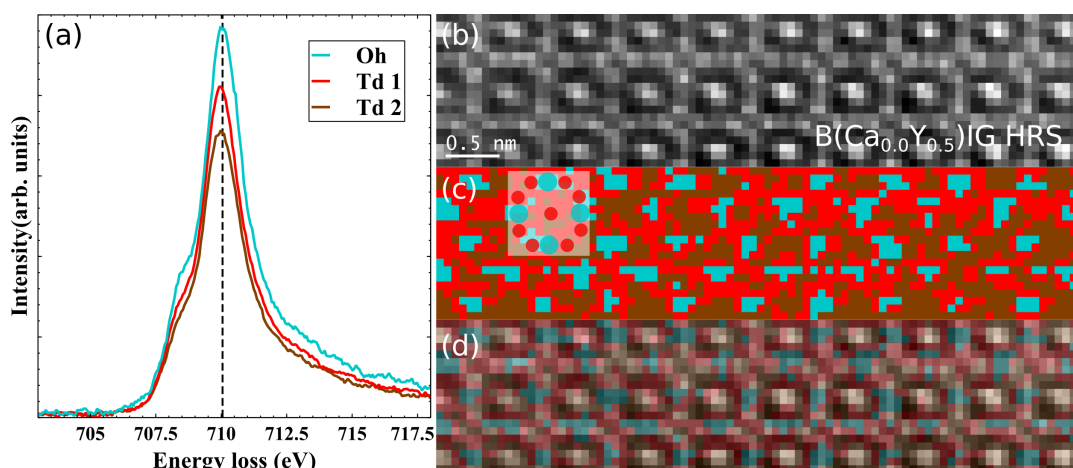 (a)
Oh
Td 1
Td 2
Intensity(arb. units)
705 707.5 710 712.5 715 717.5
Energy loss (eV)
(b)
0.5 nm
B(Ca0.0Y0.5)IG HRS
(c)
(d)